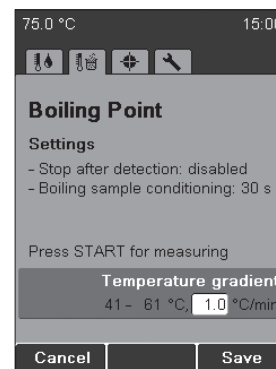 75.0 °C 15:00
Boiling Point
Settings
- Stop after detection: disabled
- Boiling sample conditioning: 30 s
Press START for measuring
Temperature gradient
41 - 61 °C, 1.0 °C/min
Cancel Save